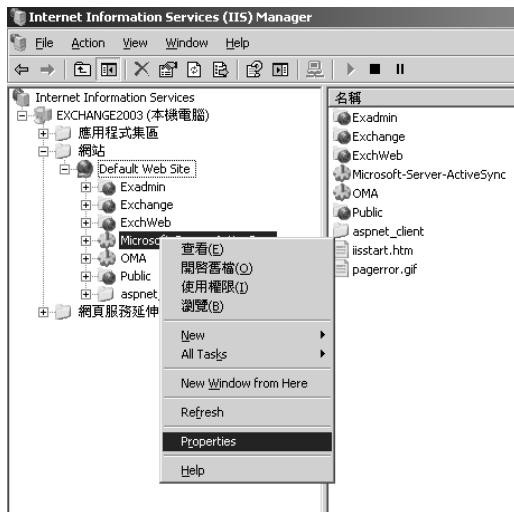 Internet Information Services (IIS) Manager
File Action View Window Help
Internet Information Services
EXCHANGE2003 (本機電腦)
應用程式集區
網站
Default Web Site
Exadmin
Exchange
ExchWeb
OMA
Public
aspnet_
網頁服務延伸
查看(E)
開啓舊檔(O)
使用權限(I)
瀏覽(B)
New
All Tasks
New Window from Here
Refresh
Properties
Help
名稱
Exadmin
Exchange
ExchWeb
Microsoft-Server-ActiveSync
OMA
Public
aspnet_client
iisstart.htm
pagerror.gif